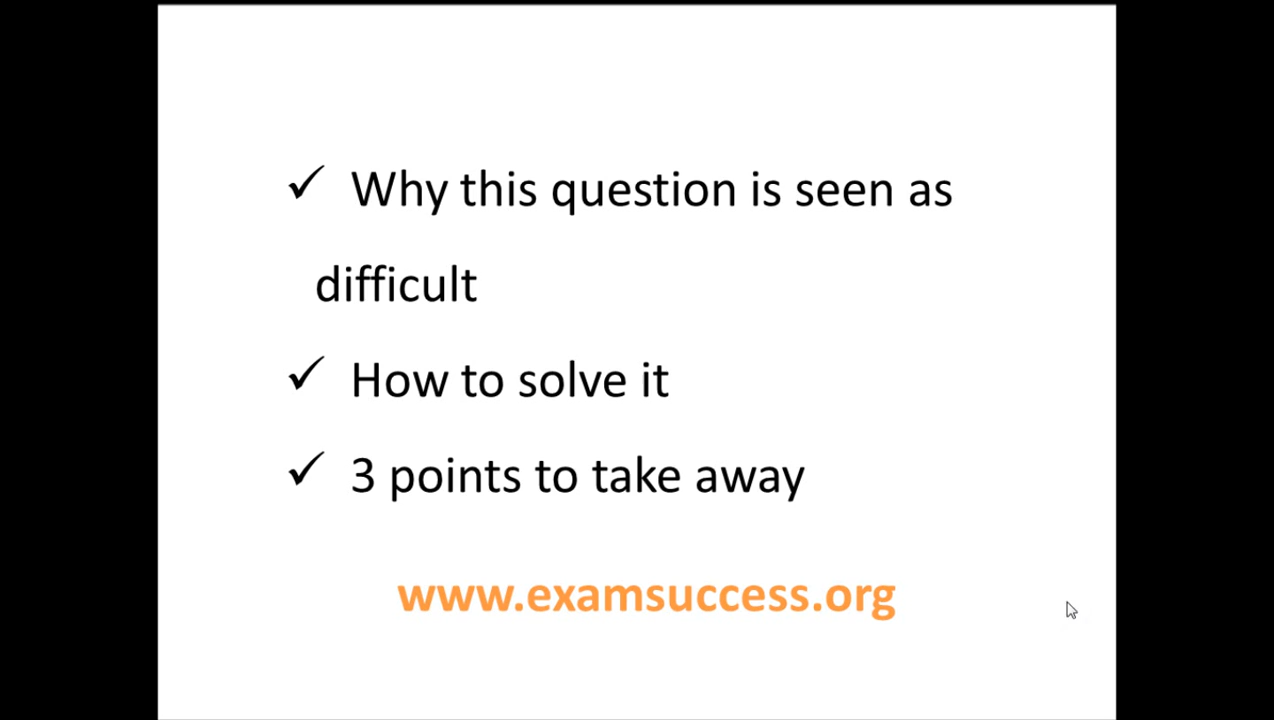 ✓ Why this question is seen as
difficult
✓ How to solve it
✓ 3 points to take away
www.examsuccess.org